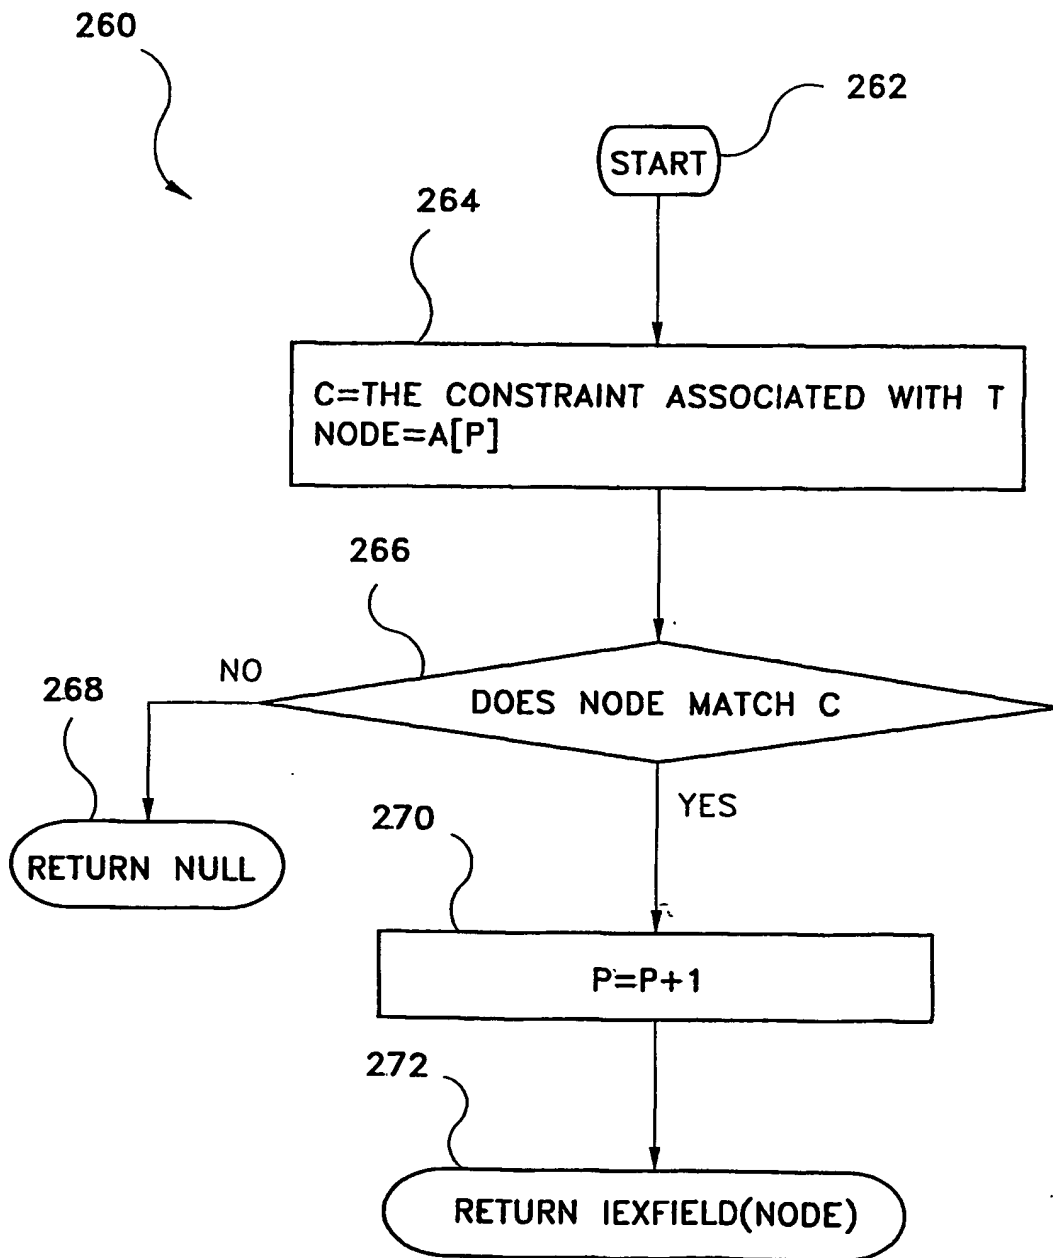 260
262
START
264
C=THE CONSTRAINT ASSOCIATED WITH T
NODE=A[P]
266
NO
DOES NODE MATCH C
268
YES
RETURN NULL
270
P=P+1
272
RETURN IEXFIELD(NODE)